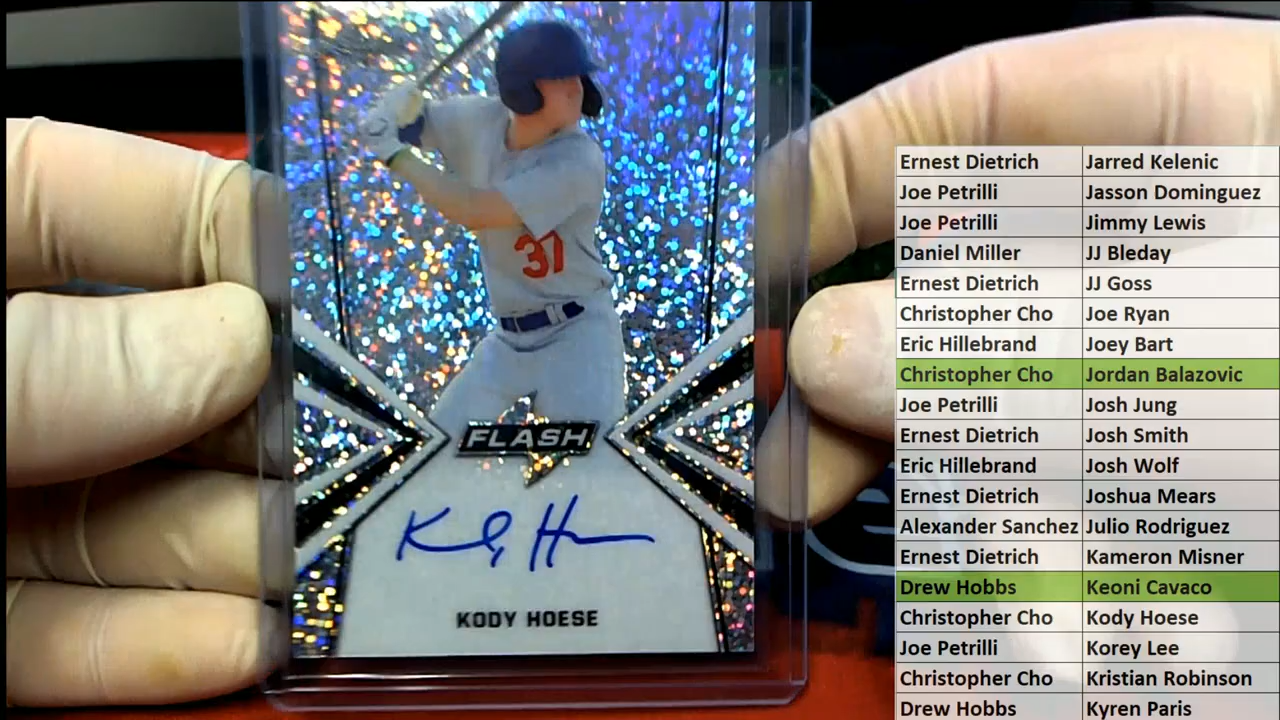 37
FLASH
Kody H
KODY HOESE
Ernest Dietrich Jarred Kelenic
Joe Petrilli Jasson Dominguez
Joe Petrilli Jimmy Lewis
Daniel Miller JJ Bleday
Ernest Dietrich JJ Goss
Christopher Cho Joe Ryan
Eric Hillebrand Joey Bart
Christopher Cho Jordan Balazovic
Joe Petrilli Josh Jung
Ernest Dietrich Josh Smith
Eric Hillebrand Josh Wolf
Ernest Dietrich Joshua Mears
Alexander Sanchez Julio Rodriguez
Ernest Dietrich Kameron Misner
Drew Hobbs Keoni Cavaco
Christopher Cho Kody Hoese
Joe Petrilli Korey Lee
Christopher Cho Kristian Robinson
Drew Hobbs Kyren Paris